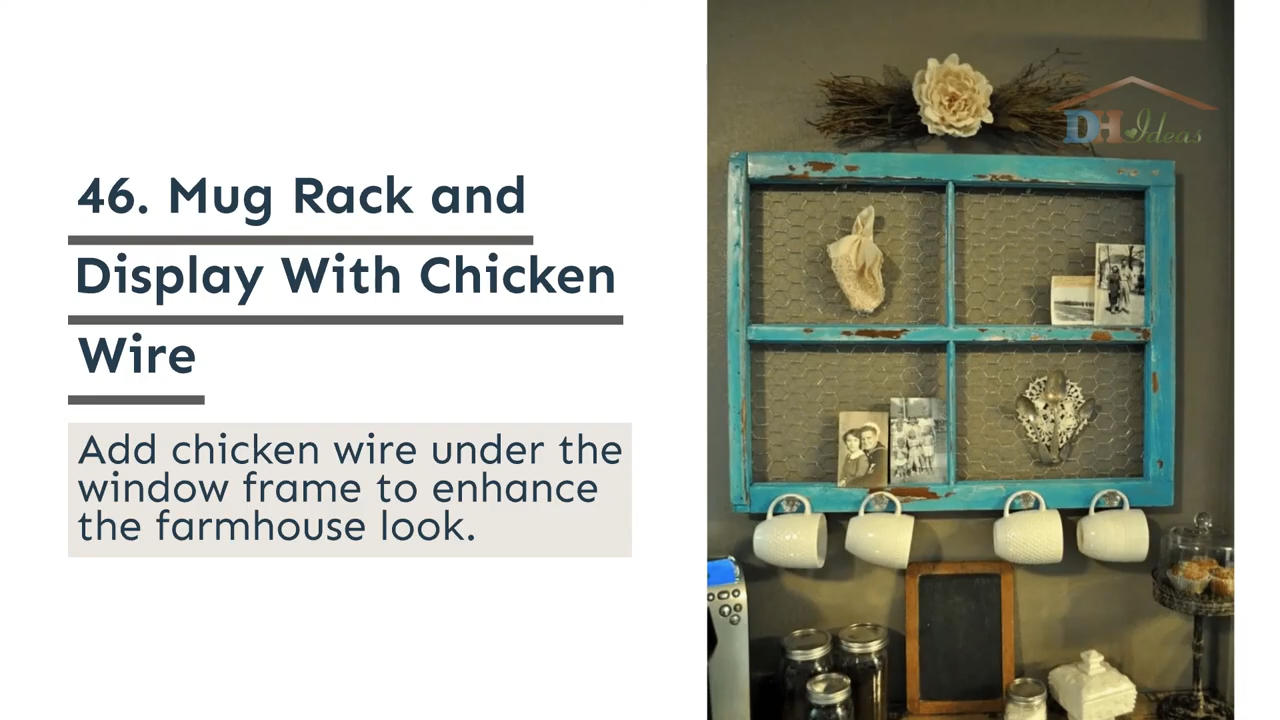 46. Mug Rack and
Display With Chicken
Wire
Add chicken wire under the
window frame to enhance
the farmhouse look.
DH Ideas